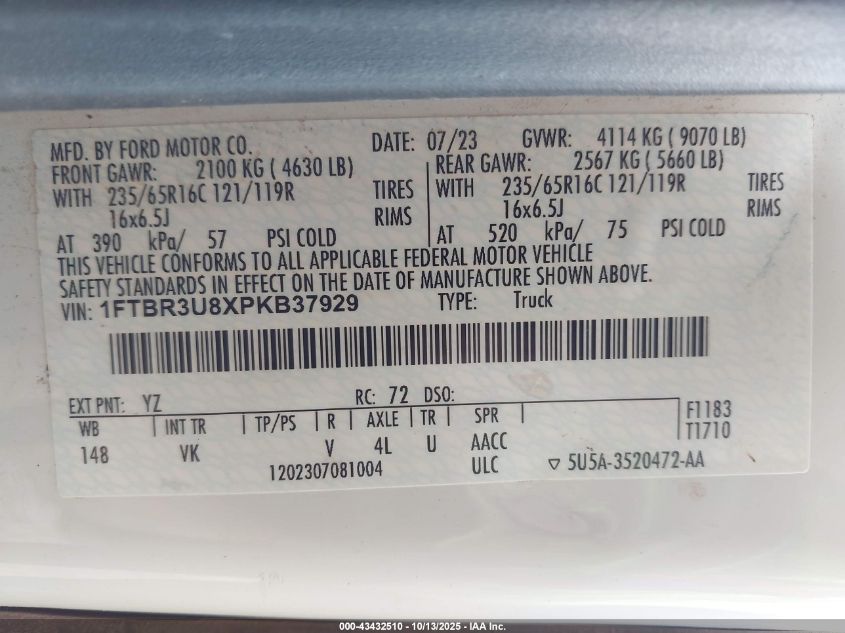 MFD. BY FORD MOTOR CO. DATE: 07/23 GVWR: 4114 KG ( 9070 LB)
FRONT GAWR: 2100 KG ( 4630 LB) REAR GAWR: 2567 KG ( 5660 LB)
WITH 235/65R16C 121/119R TIRES WITH 235/65R16C 121/119R TIRES
16x6.5J RIMS 16x6.5J RIMS
AT 390 kPa/ 57 PSI COLD AT 520 kPa/ 75 PSI COLD
THIS VEHICLE CONFORMS TO ALL APPLICABLE FEDERAL MOTOR VEHICLE
SAFETY STANDARDS IN EFFECT ON THE DATE OF MANUFACTURE SHOWN ABOVE.
VIN: 1FTBR3U8XPKB37929 TYPE: Truck
EXT PNT: YZ RC: 72 DSO:
WB INT TR TP/PS R AXLE TR SPR F1183
T1710
148 VK V 4L U AACC
1202307081004 ULC ▽ 5U5A-3520472-AA
000-43432510 - 10/13/2025 - IAA Inc.